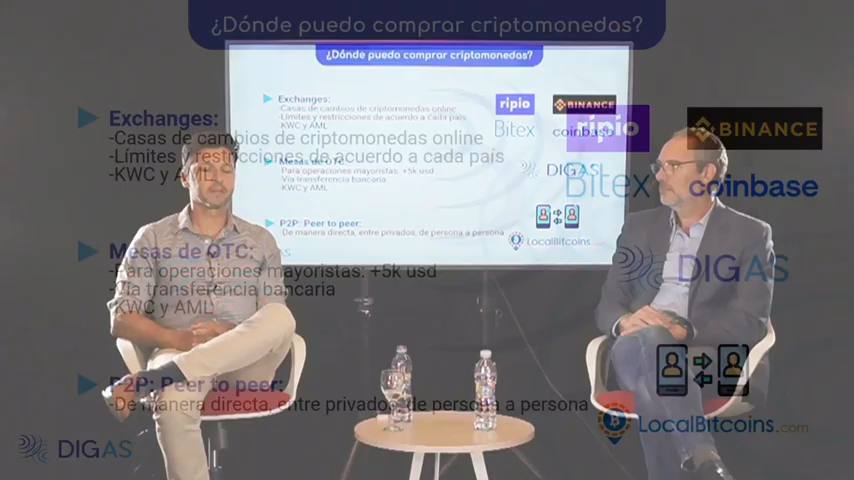 ¿Dónde puedo comprar criptomonedas?
¿Dónde puedo comprar criptomonedas?
Exchanges:
-Casas de cambios de criptomonedas online
-Límites y restricciones de acuerdo a cada país
-KWC y AML
Mesas de OTC:
Para operaciones mayoristas: +5k usd
Vía transferencia bancaria
-KWC y AML
P2P: Peer to peer:
De manera directa, entre privados, de persona a persona
ripio
BINANCE
Bitex
coinbase
DIGAS
LocalBitcoins.com
Exchanges:
-Casas de cambios de criptomonedas online
-Límites y restricciones de acuerdo a cada país
-KWC y AML
Mesas de OTC:
-Para operaciones mayoristas: +5k usd
-Vía transferencia bancaria
-KWC y AML
P2P: Peer to peer:
-De manera directa, entre privados, de persona a persona
ripio
BINANCE
Bitex
coinbase
DIGAS
LocalBitcoins.com
DIGAS